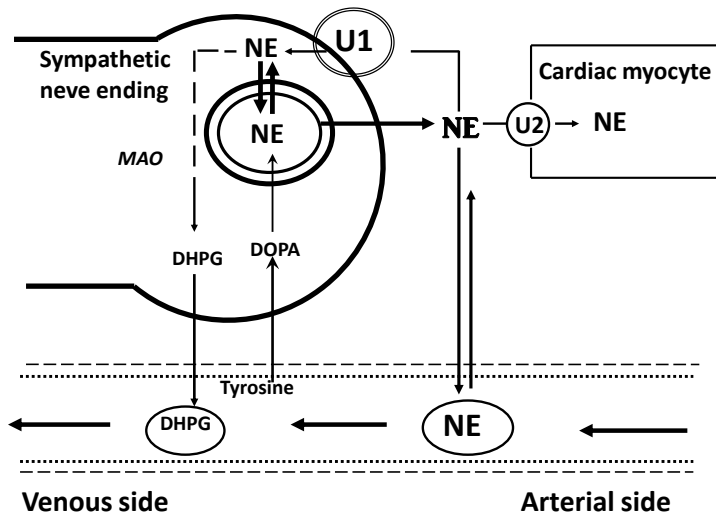 NE
U1
Sympathetic
neve ending
Cardiac myocyte
NE
NE
U2
NE
MAO
DHPG
DOPA
Tyrosine
DHPG
NE
Venous side
Arterial side